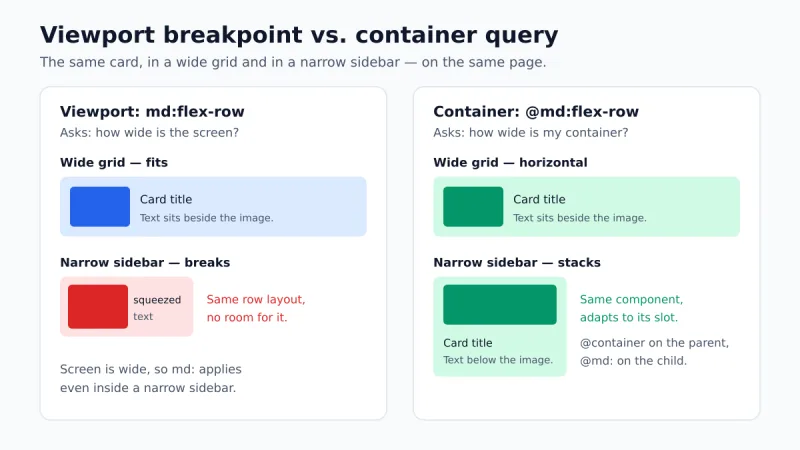 Viewport breakpoint vs. container query
The same card, in a wide grid and in a narrow sidebar — on the same page.
Viewport: md:flex-row
Asks: how wide is the screen?
Wide grid — fits
Card title
Text sits beside the image.
Narrow sidebar — breaks
squeezed
text
Same row layout,
no room for it.
Screen is wide, so md: applies
even inside a narrow sidebar.
Container: @md:flex-row
Asks: how wide is my container?
Wide grid — horizontal
Card title
Text sits beside the image.
Narrow sidebar — stacks
Card title
Text below the image.
Same component,
adapts to its slot.
@container on the parent,
@md: on the child.